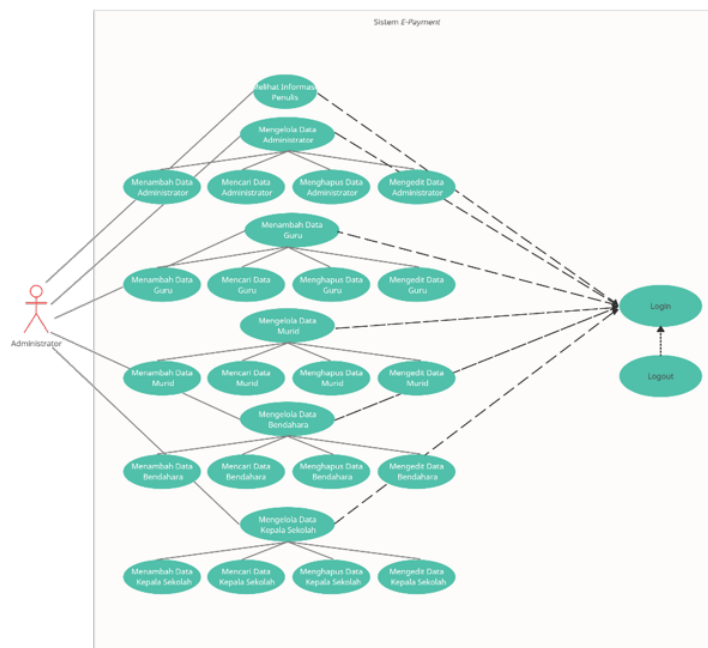 Sistem E-Payment
Melihat Informasi
Penulis
Mengelola Data
Administrator
Menambah Data
Administrator
Mencari Data
Administrator
Menghapus Data
Administrator
Mengedit Data
Administrator
Menambah Data
Guru
Menambah Data
Guru
Mencari Data
Guru
Menghapus Data
Guru
Mengedit Data
Guru
Administrator
Login
Mengelola Data
Murid
Menambah Data
Murid
Mencari Data
Murid
Menghapus Data
Murid
Mengedit Data
Murid
Logout
Mengelola Data
Bendahara
Menambah Data
Bendahara
Mencari Data
Bendahara
Menghapus Data
Bendahara
Mengedit Data
Bendahara
Mengelola Data
Kepala Sekolah
Menambah Data
Kepala Sekolah
Mencari Data
Kepala Sekolah
Menghapus Data
Kepala Sekolah
Mengedit Data
Kepala Sekolah